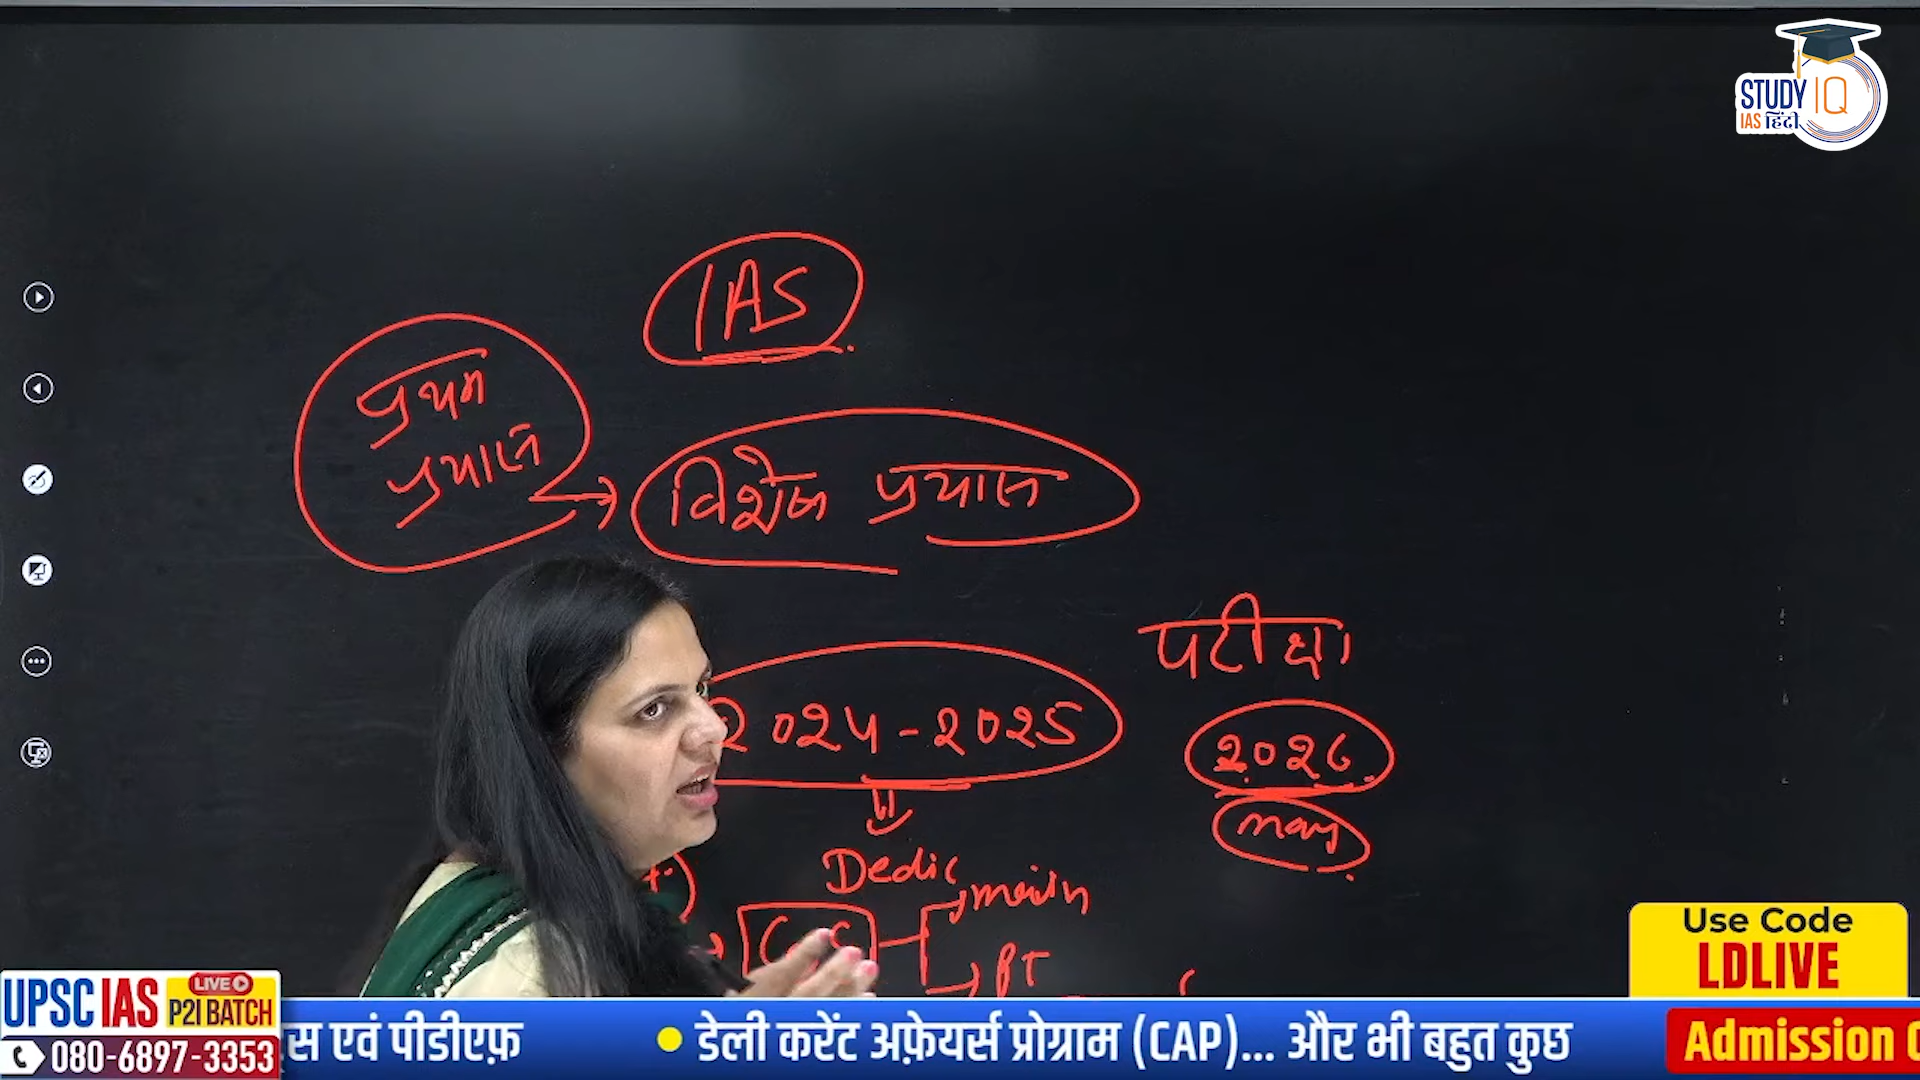 STUDY IQ
IAS हिंदी
IAS
प्रथम
प्रयास
विशेष प्रयास
परीक्षा
2024-2025
2026
may
Dedic
main
PT
Use Code
LDLIVE
LIVE
UPSC IAS P2I BATCH
080-6897-3353
एवं पीडीएफ़
डेली करेंट अफ़ेयर्स प्रोग्राम (CAP)... और भी बहुत कुछ
Admission